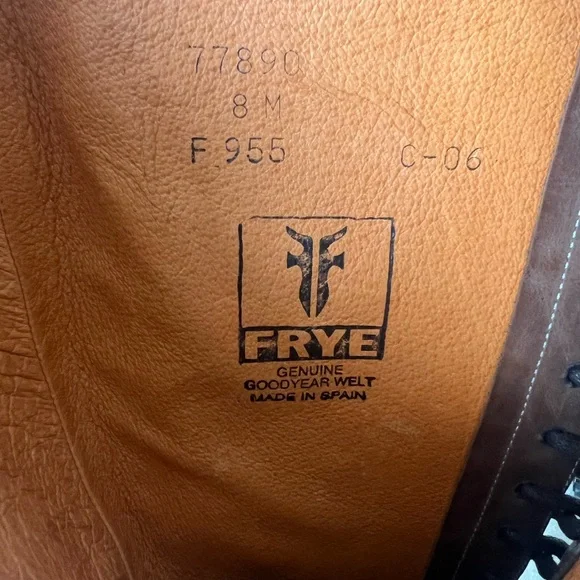 77890
8 M
F 955 C-06
FRYE
GENUINE
GOODYEAR WELT
MADE IN SPAIN